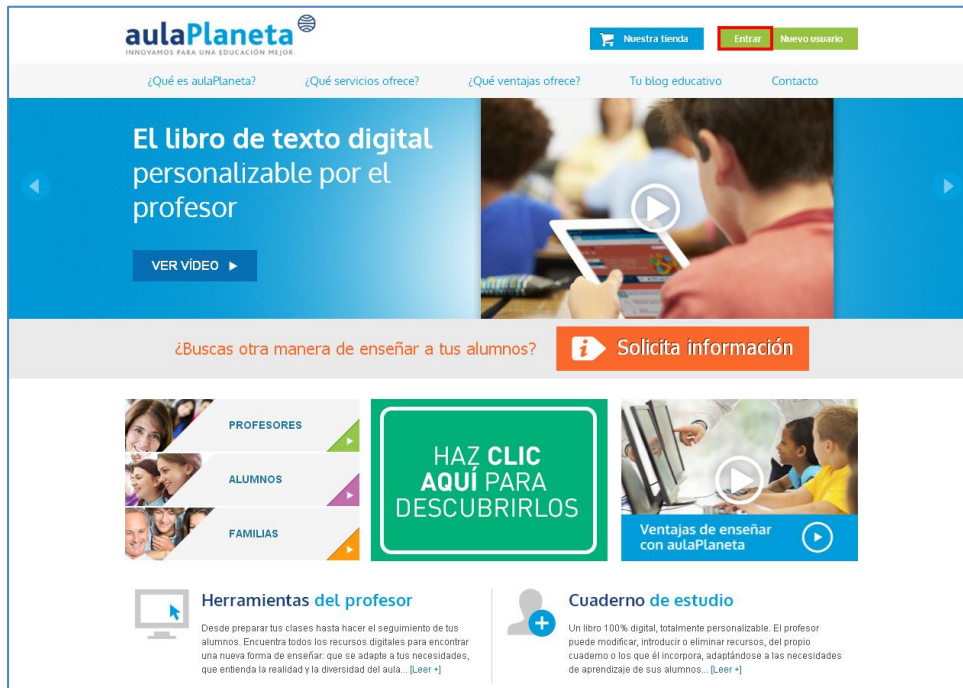 aulaPlaneta
INNOVAMOS PARA UNA EDUCACIÓN MEJOR
Nuestra tienda
Entrar
Nuevo usuario
¿Qué es aulaPlaneta?
¿Qué servicios ofrece?
¿Qué ventajas ofrece?
Tu blog educativo
Contacto
El libro de texto digital
personalizable por el
profesor
VER VÍDEO
¿Buscas otra manera de enseñar a tus alumnos?
i Solicita información
PROFESORES
ALUMNOS
FAMILIAS
HAZ CLIC
AQUÍ PARA
DESCUBRIRLOS
Ventajas de enseñar
con aulaPlaneta
Herramientas del profesor
Desde preparar tus clases hasta hacer el seguimiento de tus
alumnos. Encuentra todos los recursos digitales para encontrar
una nueva forma de enseñar: que se adapte a tus necesidades,
que entienda la realidad y la diversidad del aula... [Leer +]
Cuaderno de estudio
Un libro 100% digital, totalmente personalizable. El profesor
puede modificar, introducir o eliminar recursos, del propio
cuaderno o los que él incorpora, adaptándose a las necesidades
de aprendizaje de sus alumnos... [Leer +]